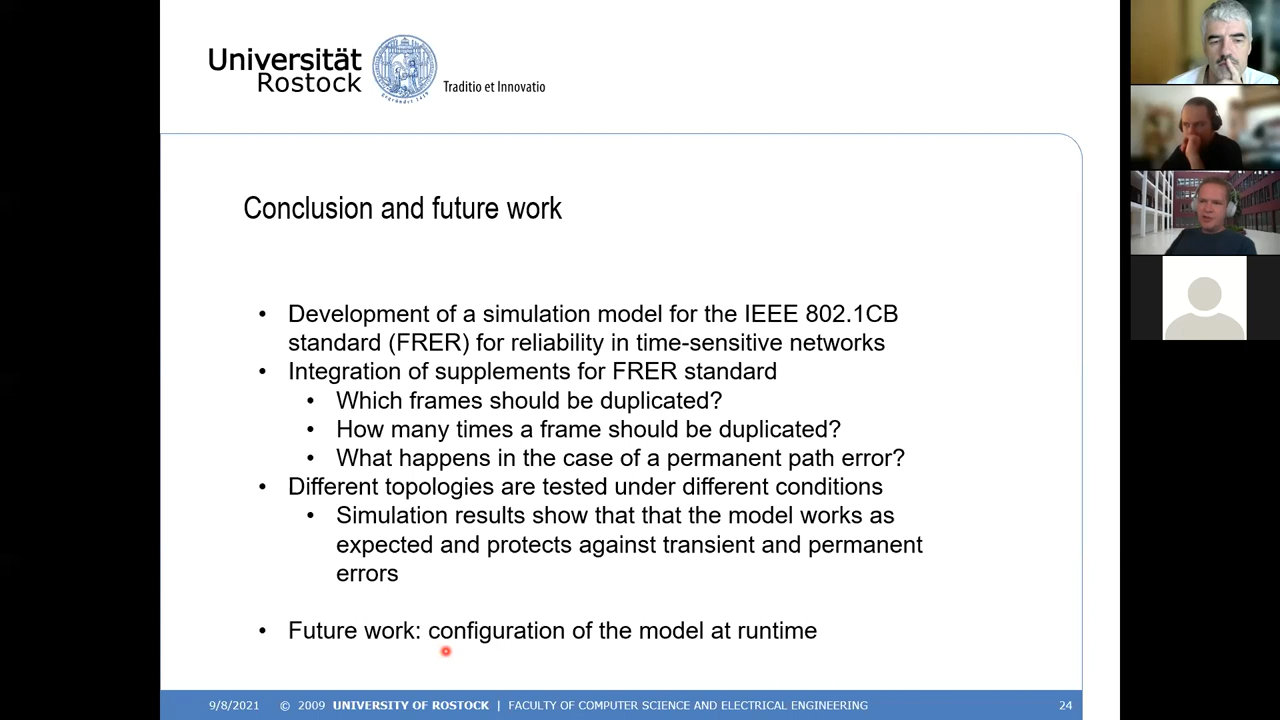 Universität
Rostock
Traditio et Innovatio
Conclusion and future work
• Development of a simulation model for the IEEE 802.1CB
standard (FRER) for reliability in time-sensitive networks
• Integration of supplements for FRER standard
• Which frames should be duplicated?
• How many times a frame should be duplicated?
• What happens in the case of a permanent path error?
• Different topologies are tested under different conditions
• Simulation results show that that the model works as
expected and protects against transient and permanent
errors
• Future work: configuration of the model at runtime
9/8/2021 © 2009 UNIVERSITY OF ROSTOCK | FACULTY OF COMPUTER SCIENCE AND ELECTRICAL ENGINEERING 24